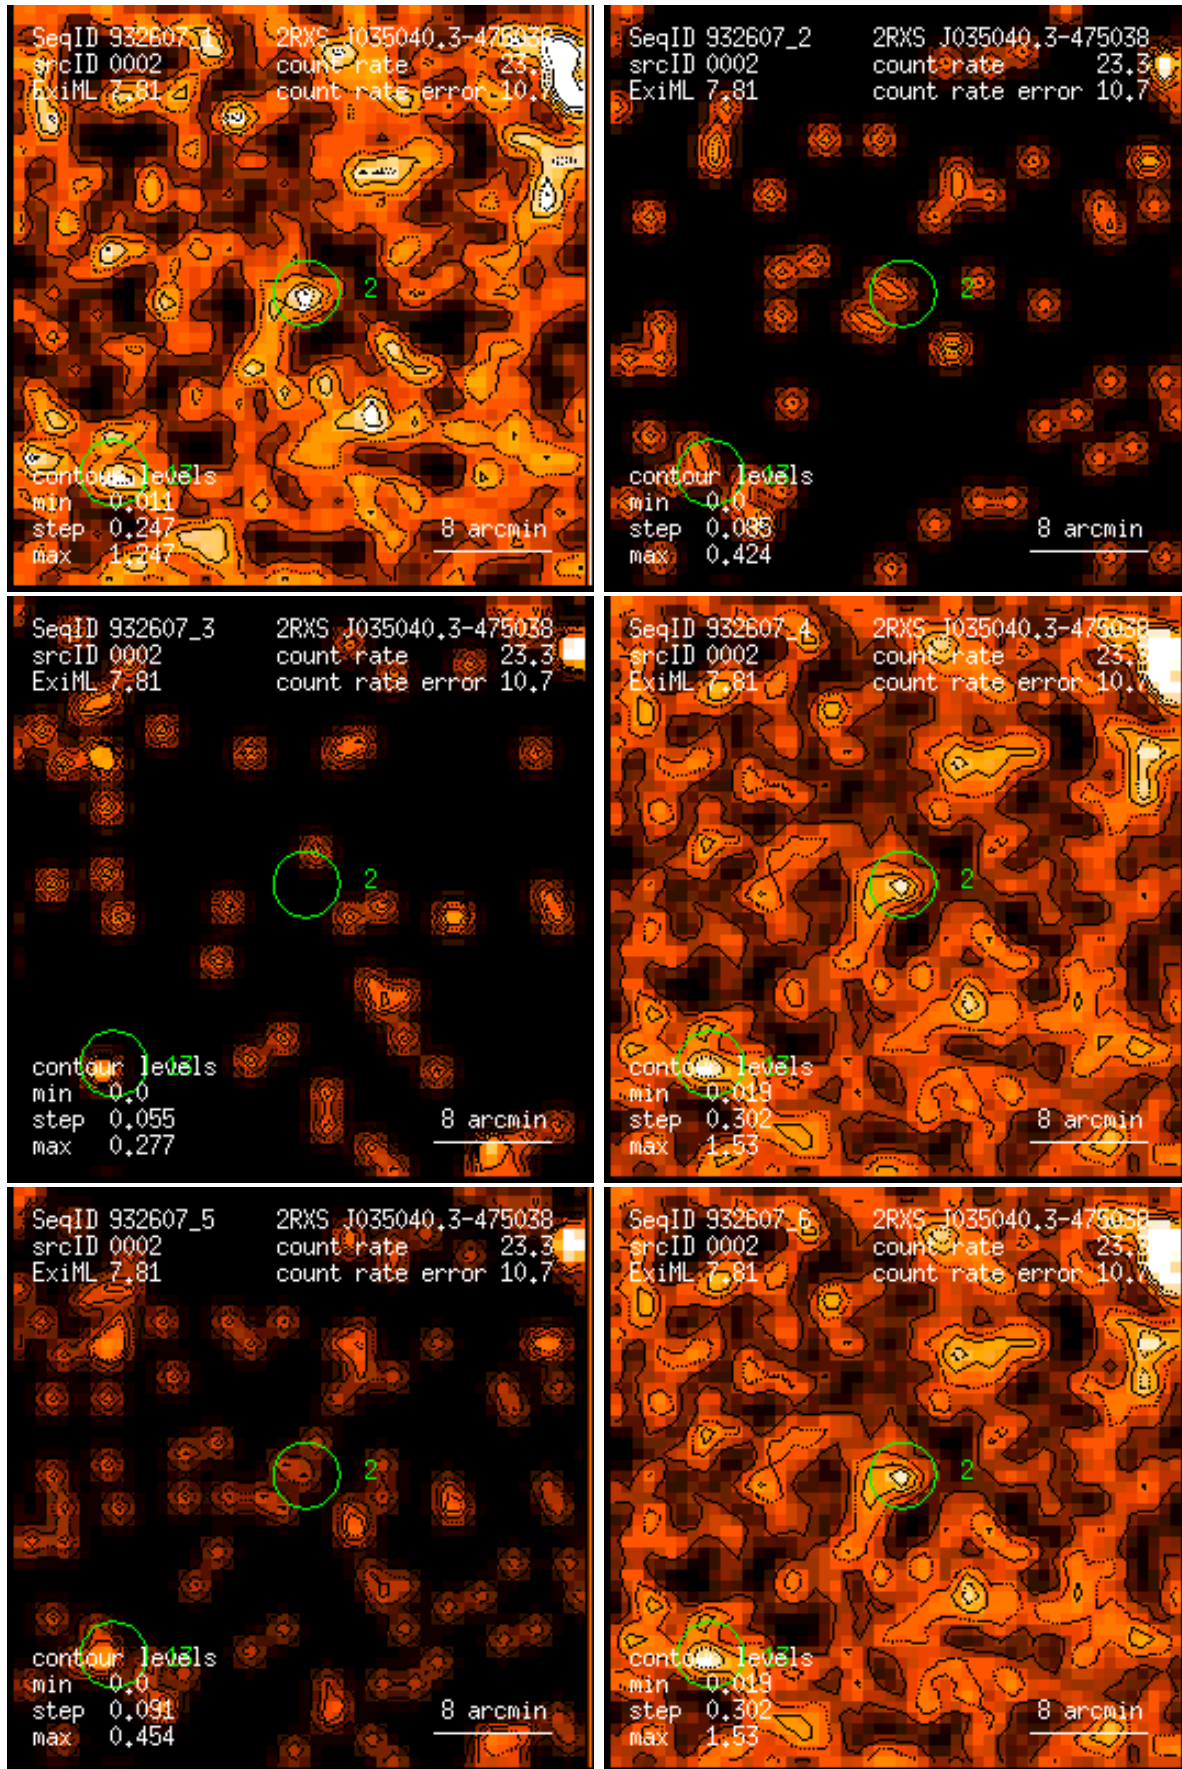 SeqID 932607_1 2RXS J035040.3-475038
srcID 0002 count rate 23.
ExiML 7.81 count rate error 10.7
2
contour levels
min 0.011
step 0.247
max 1.247
8 arcmin
SeqID 932607_2 2RXS J035040.3-475038
srcID 0002 count rate 23.3
ExiML 7.81 count rate error 10.7
2
contour levels
min 0.0
step 0.085
max 0.424
8 arcmin
SeqID 932607_3 2RXS J035040.3-475038
srcID 0002 count rate 23.3
ExiML 7.81 count rate error 10.7
2
contour levels
min 0.0
step 0.055
max 0.277
8 arcmin
SeqID 932607_4 2RXS J035040.3-475038
srcID 0002 count rate 23.3
ExiML 7.81 count rate error 10.7
2
contour levels
min 0.019
step 0.302
max 1.53
8 arcmin
SeqID 932607_5 2RXS J035040.3-475038
srcID 0002 count rate 23.3
ExiML 7.81 count rate error 10.7
2
contour levels
min 0.0
step 0.091
max 0.454
8 arcmin
SeqID 932607_6 2RXS J035040.3-475038
srcID 0002 count rate 23.3
ExiML 7.81 count rate error 10.7
2
contour levels
min 0.019
step 0.302
max 1.53
8 arcmin